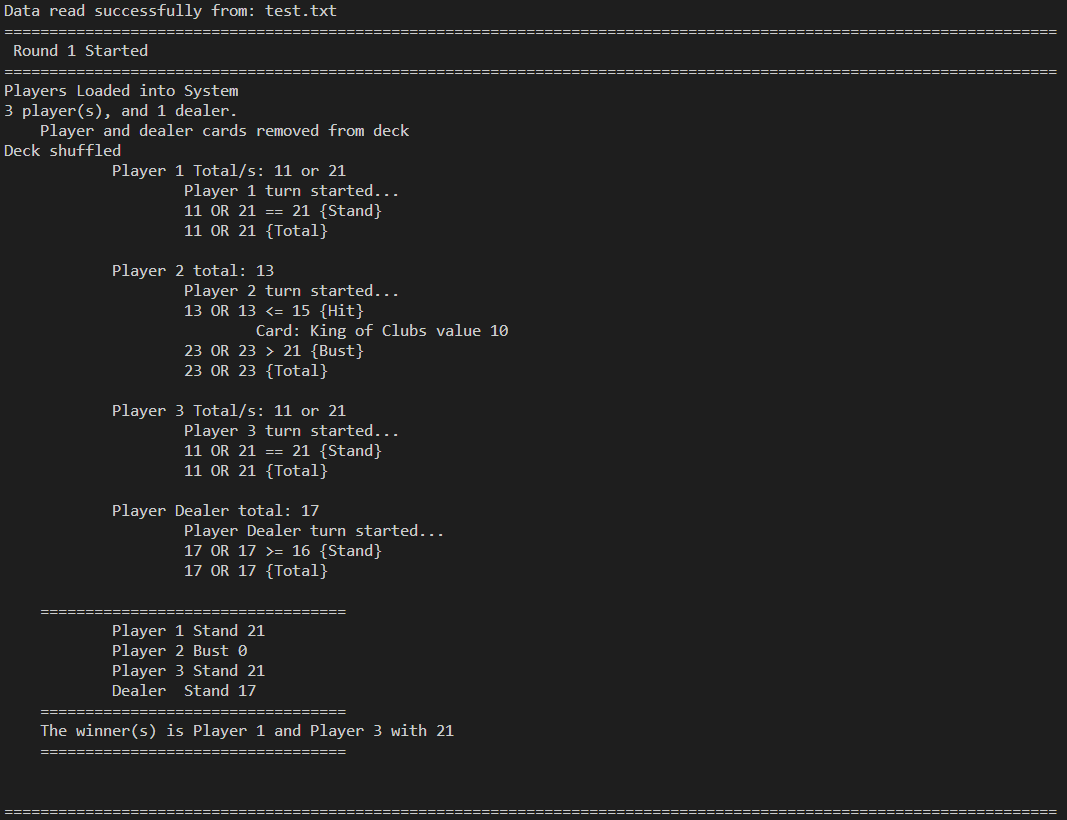 Data read successfully from: test.txt
=====================================================================================================================
Round 1 Started
=====================================================================================================================
Players Loaded into System
3 player(s), and 1 dealer.
Player and dealer cards removed from deck
Deck shuffled
Player 1 Total/s: 11 or 21
Player 1 turn started...
11 OR 21 == 21 {Stand}
11 OR 21 {Total}
Player 2 total: 13
Player 2 turn started...
13 OR 13 <= 15 {Hit}
Card: King of Clubs value 10
23 OR 23 > 21 {Bust}
23 OR 23 {Total}
Player 3 Total/s: 11 or 21
Player 3 turn started...
11 OR 21 == 21 {Stand}
11 OR 21 {Total}
Player Dealer total: 17
Player Dealer turn started...
17 OR 17 >= 16 {Stand}
17 OR 17 {Total}
==================================
Player 1 Stand 21
Player 2 Bust 0
Player 3 Stand 21
Dealer  Stand 17
==================================
The winner(s) is Player 1 and Player 3 with 21
==================================
=====================================================================================================================